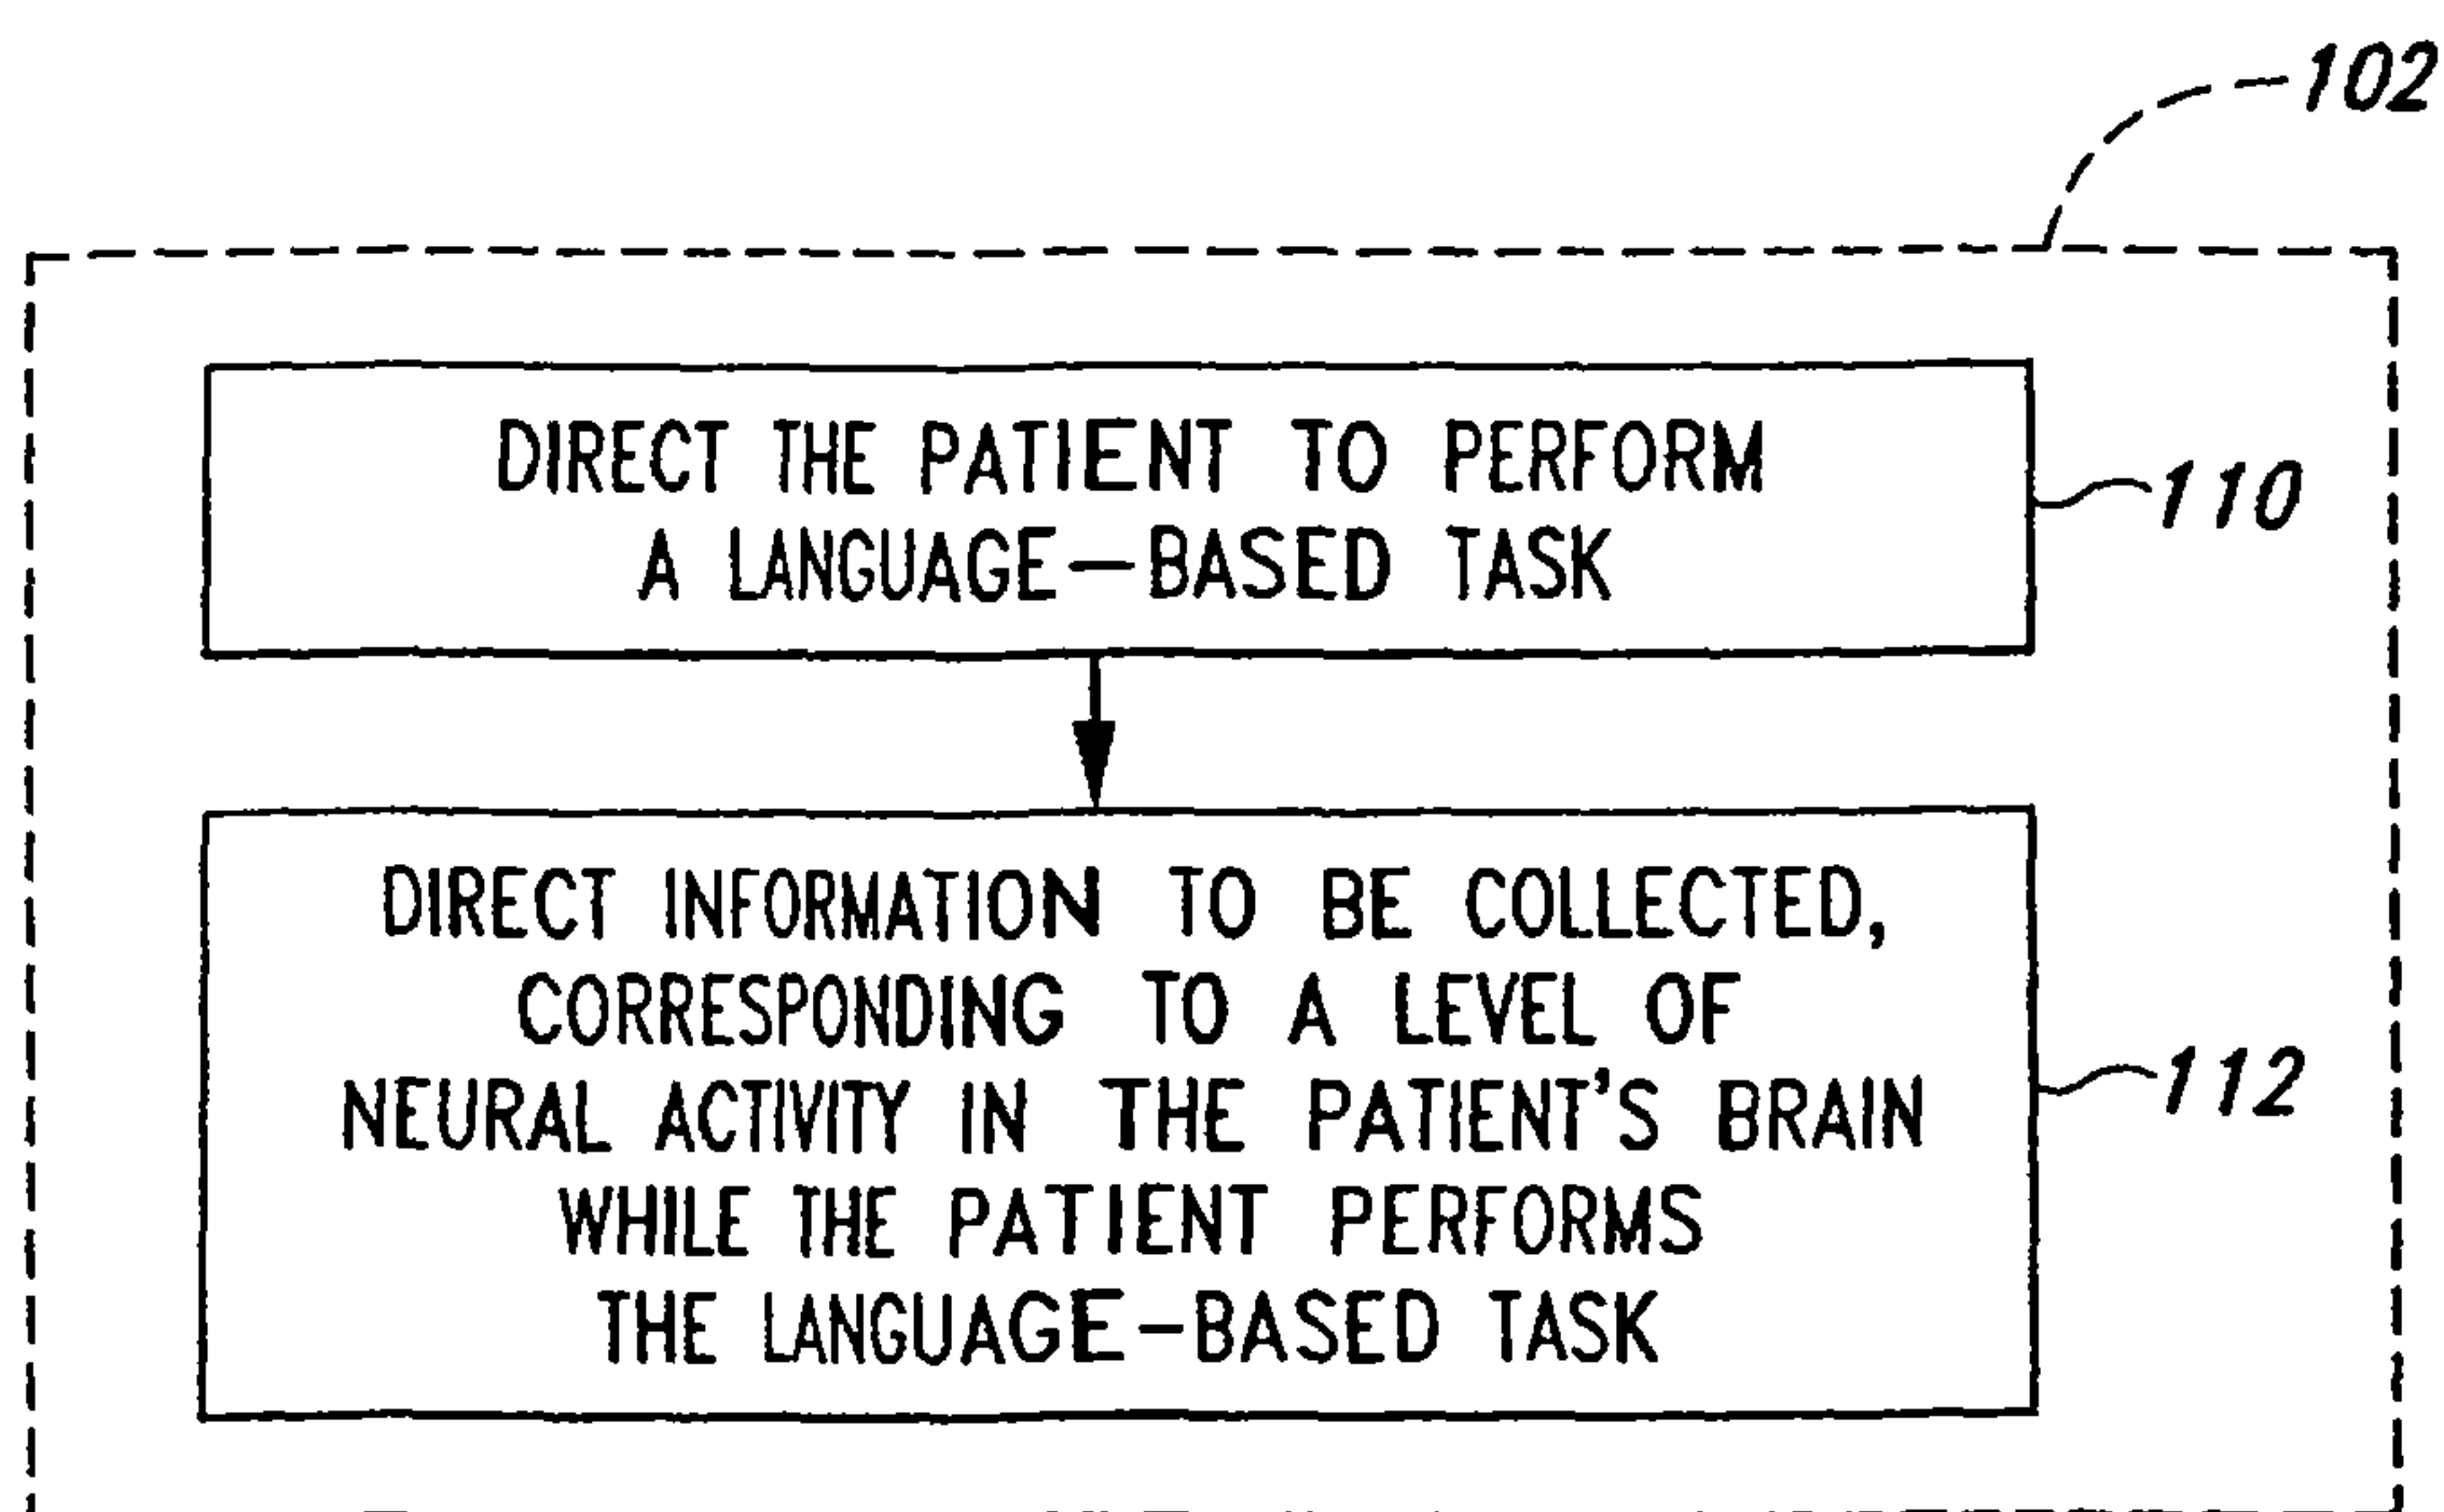 102
DIRECT THE PATIENT TO PERFORM
A LANGUAGE-BASED TASK
110
DIRECT INFORMATION TO BE COLLECTED,
CORRESPONDING TO A LEVEL OF
NEURAL ACTIVITY IN THE PATIENT'S BRAIN
WHILE THE PATIENT PERFORMS
THE LANGUAGE-BASED TASK
112